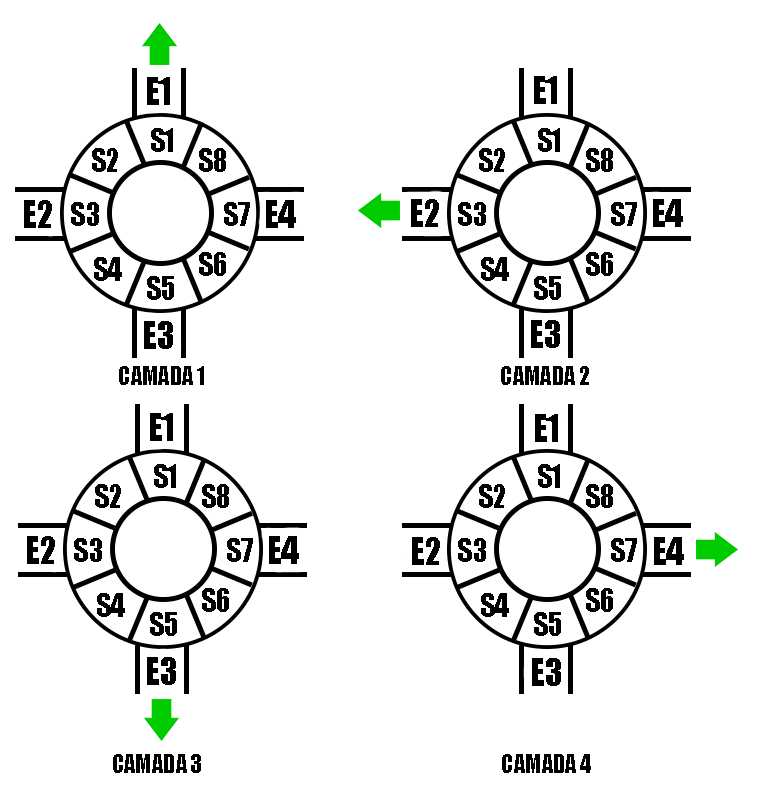 E1
S1
S2 S8
E2 S3 S7 E4
S4 S6
S5
E3
CAMADA 1
E1
S1
S2 S8
E2 S3 S7 E4
S4 S6
S5
E3
CAMADA 2
E1
S1
S2 S8
E2 S3 S7 E4
S4 S6
S5
E3
CAMADA 3
E1
S1
S2 S8
E2 S3 S7 E4
S4 S6
S5
E3
CAMADA 4